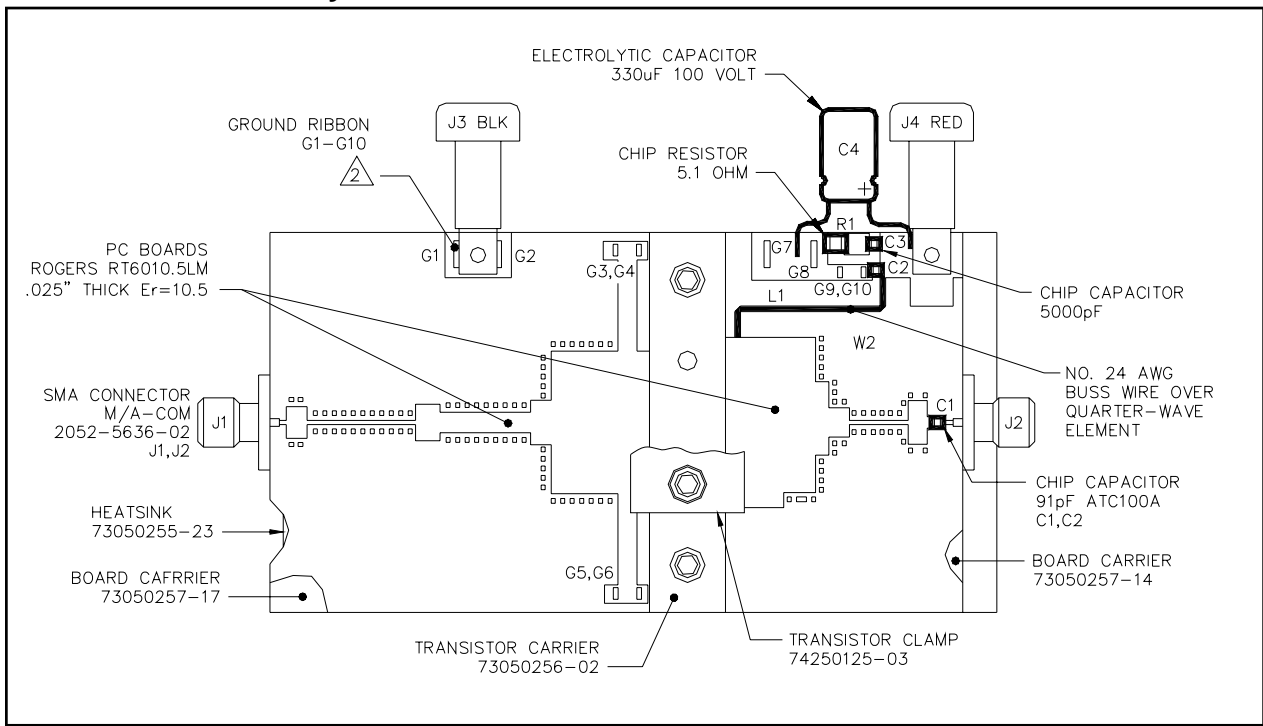 ELECTROLYTIC CAPACITOR
330uF 100 VOLT
GROUND RIBBON
G1-G10
2
J3 BLK
CHIP RESISTOR
5.1 OHM
C4
+
J4 RED
PC BOARDS
ROGERS RT6010.5LM
.025" THICK Er=10.5
G1
G2
G3,G4
G7
R1
C3
G8
C2
G9,G10
L1
CHIP CAPACITOR
5000pF
W2
NO. 24 AWG
BUSS WIRE OVER
QUARTER-WAVE
ELEMENT
SMA CONNECTOR
M/A-COM
2052-5636-02
J1,J2
J1
C1
J2
CHIP CAPACITOR
91pF ATC100A
C1,C2
HEATSINK
73050255-23
BOARD CAFRRIER
73050257-17
G5,G6
BOARD CARRIER
73050257-14
TRANSISTOR CARRIER
73050256-02
TRANSISTOR CLAMP
74250125-03